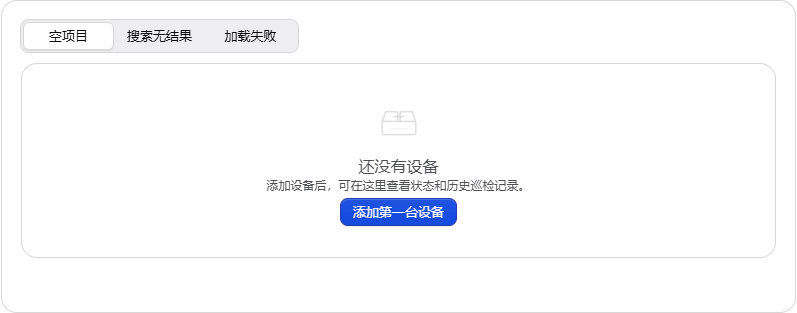 空项目 搜索无结果 加载失败
还没有设备
添加设备后，可在这里查看状态和历史巡检记录。
添加第一台设备